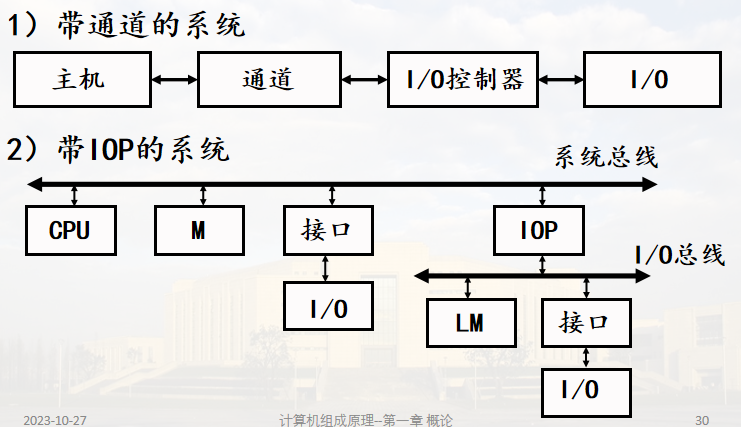 1）带通道的系统
主机 通道 I/O控制器 I/O
2）带IOP的系统
系统总线
CPU M 接口 IOP
I/O总线
I/O LM 接口
I/O
2023-10-27 计算机组成原理--第一章 概论 30